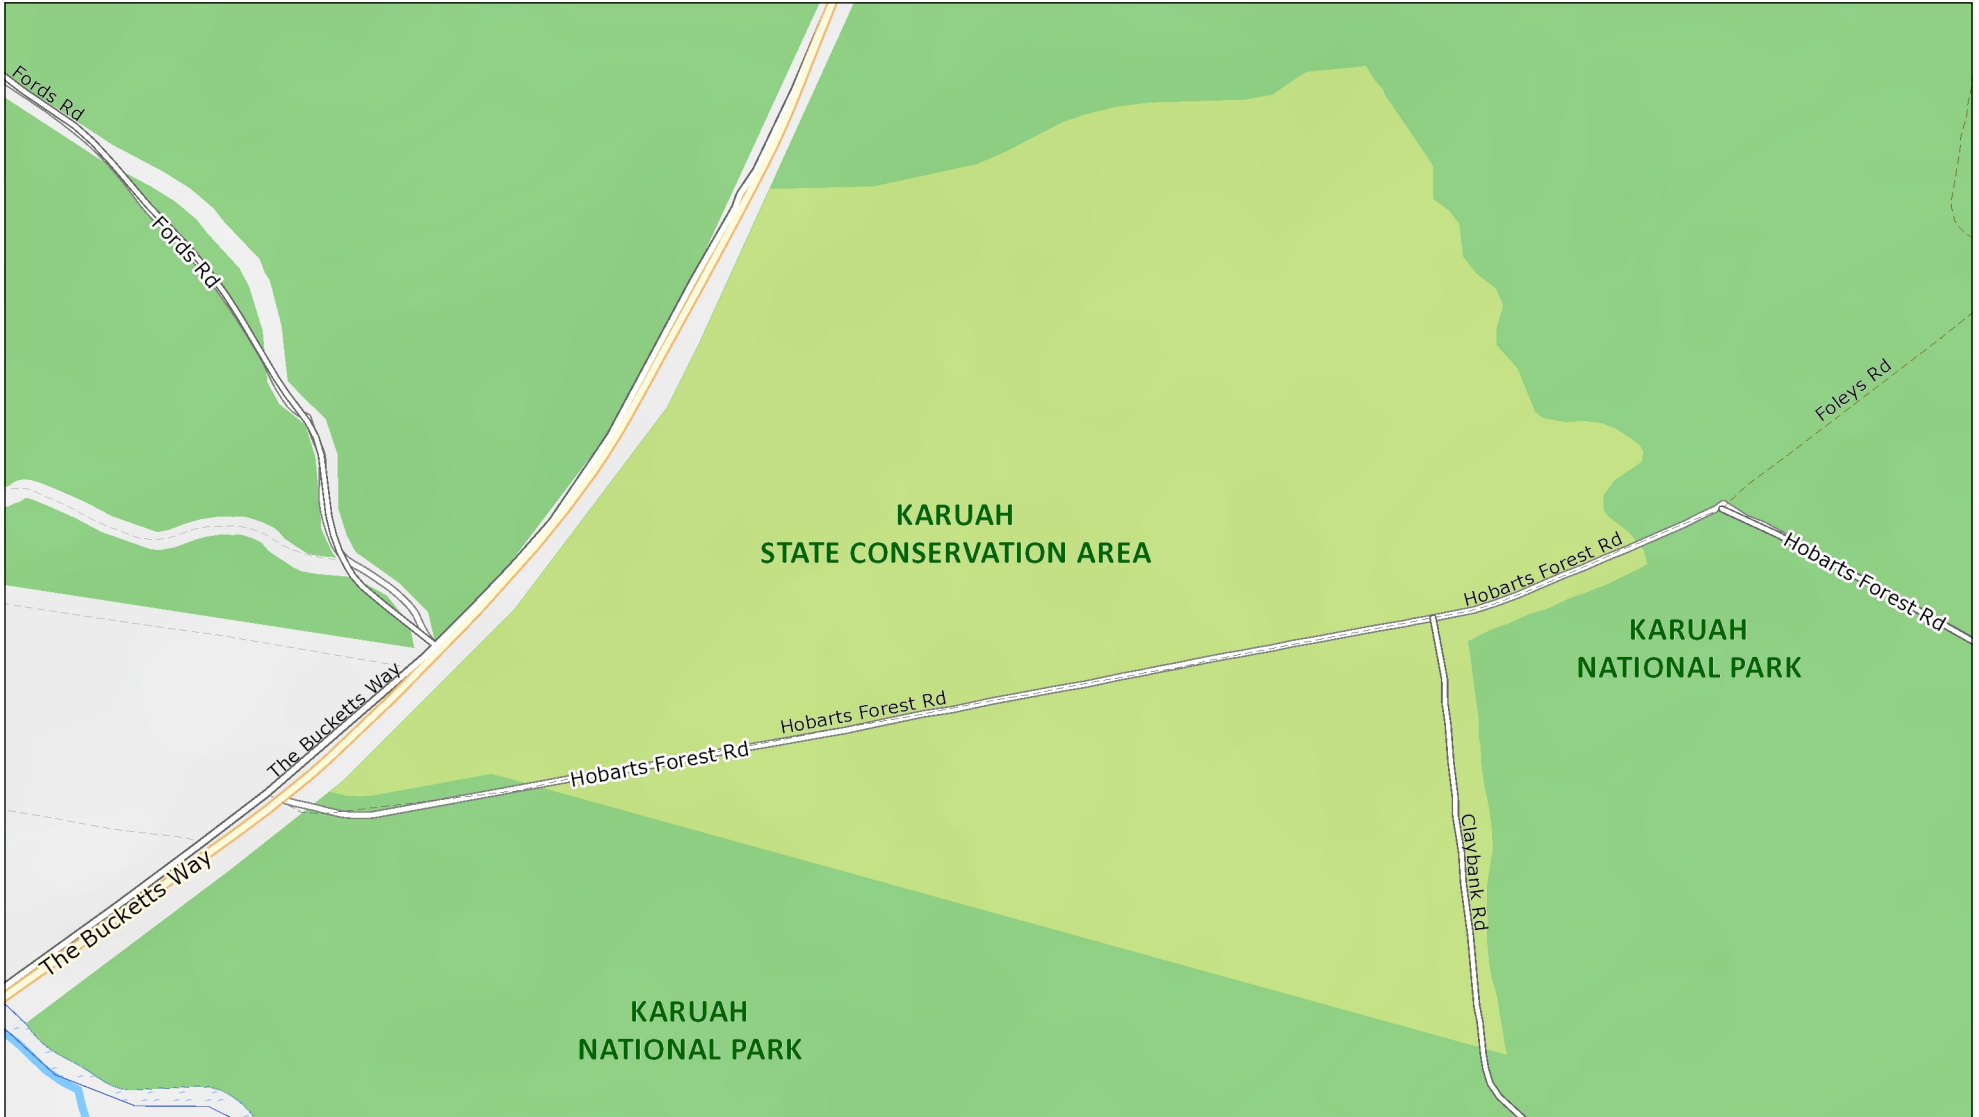 Fords Rd
Fords Rd
Foleys Rd
KARUAH
STATE CONSERVATION AREA
Hobarts Forest Rd
Hobarts Forest Rd
KARUAH
NATIONAL PARK
The Bucketts Way
Hobarts Forest Rd
Hobarts Forest Rd
Claybank Rd
The Bucketts Way
KARUAH
NATIONAL PARK